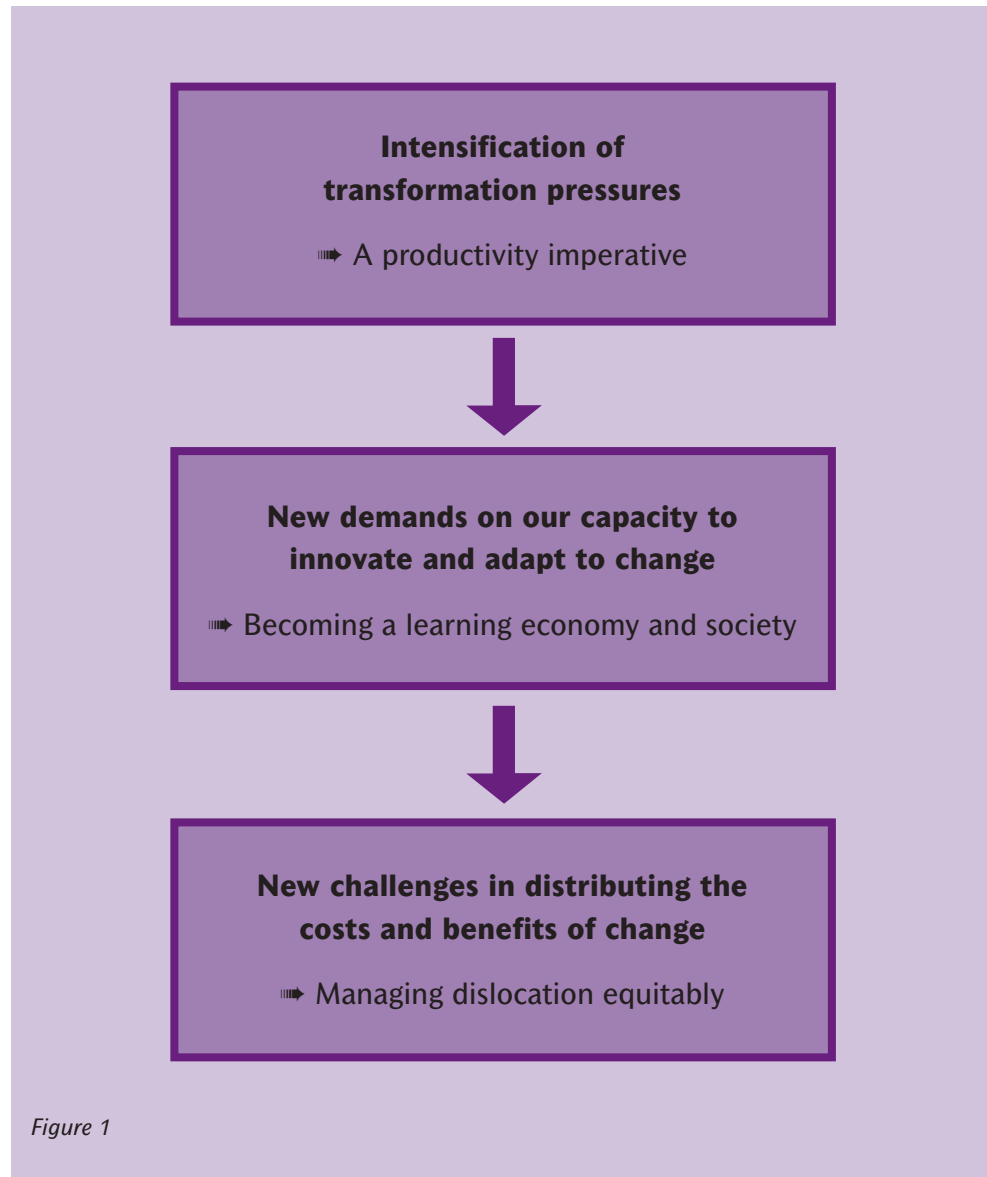 Intensification of
transformation pressures
➠ A productivity imperative
New demands on our capacity to
innovate and adapt to change
➠ Becoming a learning economy and society
New challenges in distributing the
costs and benefits of change
➠ Managing dislocation equitably
Figure 1